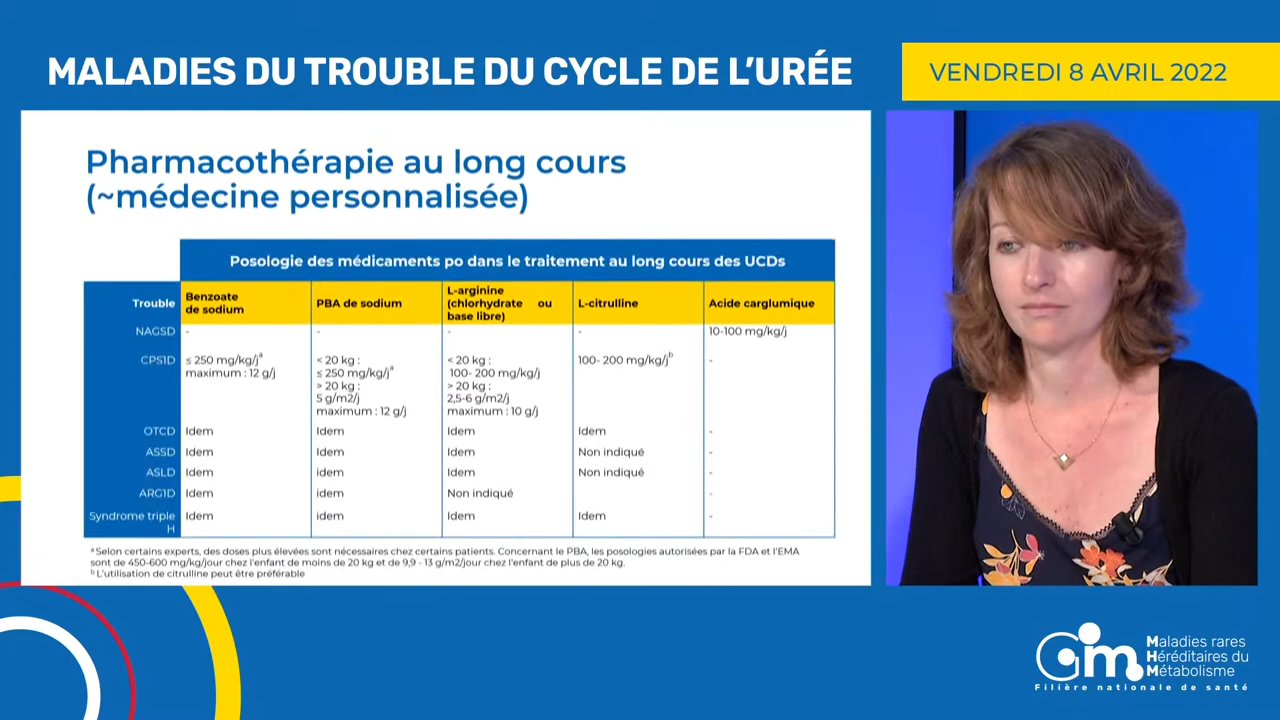 MALADIES DU TROUBLE DU CYCLE DE L'URÉE
VENDREDI 8 AVRIL 2022
Pharmacothérapie au long cours
(~médecine personnalisée)
Posologie des médicaments po dans le traitement au long cours des UCDs
Trouble
Benzoate
de sodium
PBA de sodium
L-arginine
(chlorhydrate ou
base libre)
L-citrulline
Acide carglumique
NAGSD
-
-
-
-
10-100 mg/kg/j
CPS1D
≤ 250 mg/kg/jᵃ
maximum : 12 g/j
< 20 kg :
≤ 250 mg/kg/jᵃ
> 20 kg :
5 g/m2/j
maximum : 12 g/j
< 20 kg :
100- 200 mg/kg/j
> 20 kg :
2,5-6 g/m2/j
maximum : 10 g/j
100- 200 mg/kg/jᵇ
-
OTCD
Idem
Idem
Idem
Idem
-
ASSD
Idem
idem
Idem
Non indiqué
-
ASLD
Idem
idem
Idem
Non indiqué
-
ARG1D
Idem
idem
Non indiqué
-
Syndrome triple
H
Idem
idem
Idem
Idem
-
ᵃ Selon certains experts, des doses plus élevées sont nécessaires chez certains patients. Concernant le PBA, les posologies autorisées par la FDA et l'EMA
sont de 450-600 mg/kg/jour chez l'enfant de moins de 20 kg et de 9,9 - 13 g/m2/jour chez l'enfant de plus de 20 kg.
ᵇ L'utilisation de citrulline peut être préférable
Gm
Maladies rares
Héréditaires du
Métabolisme
Filière nationale de santé